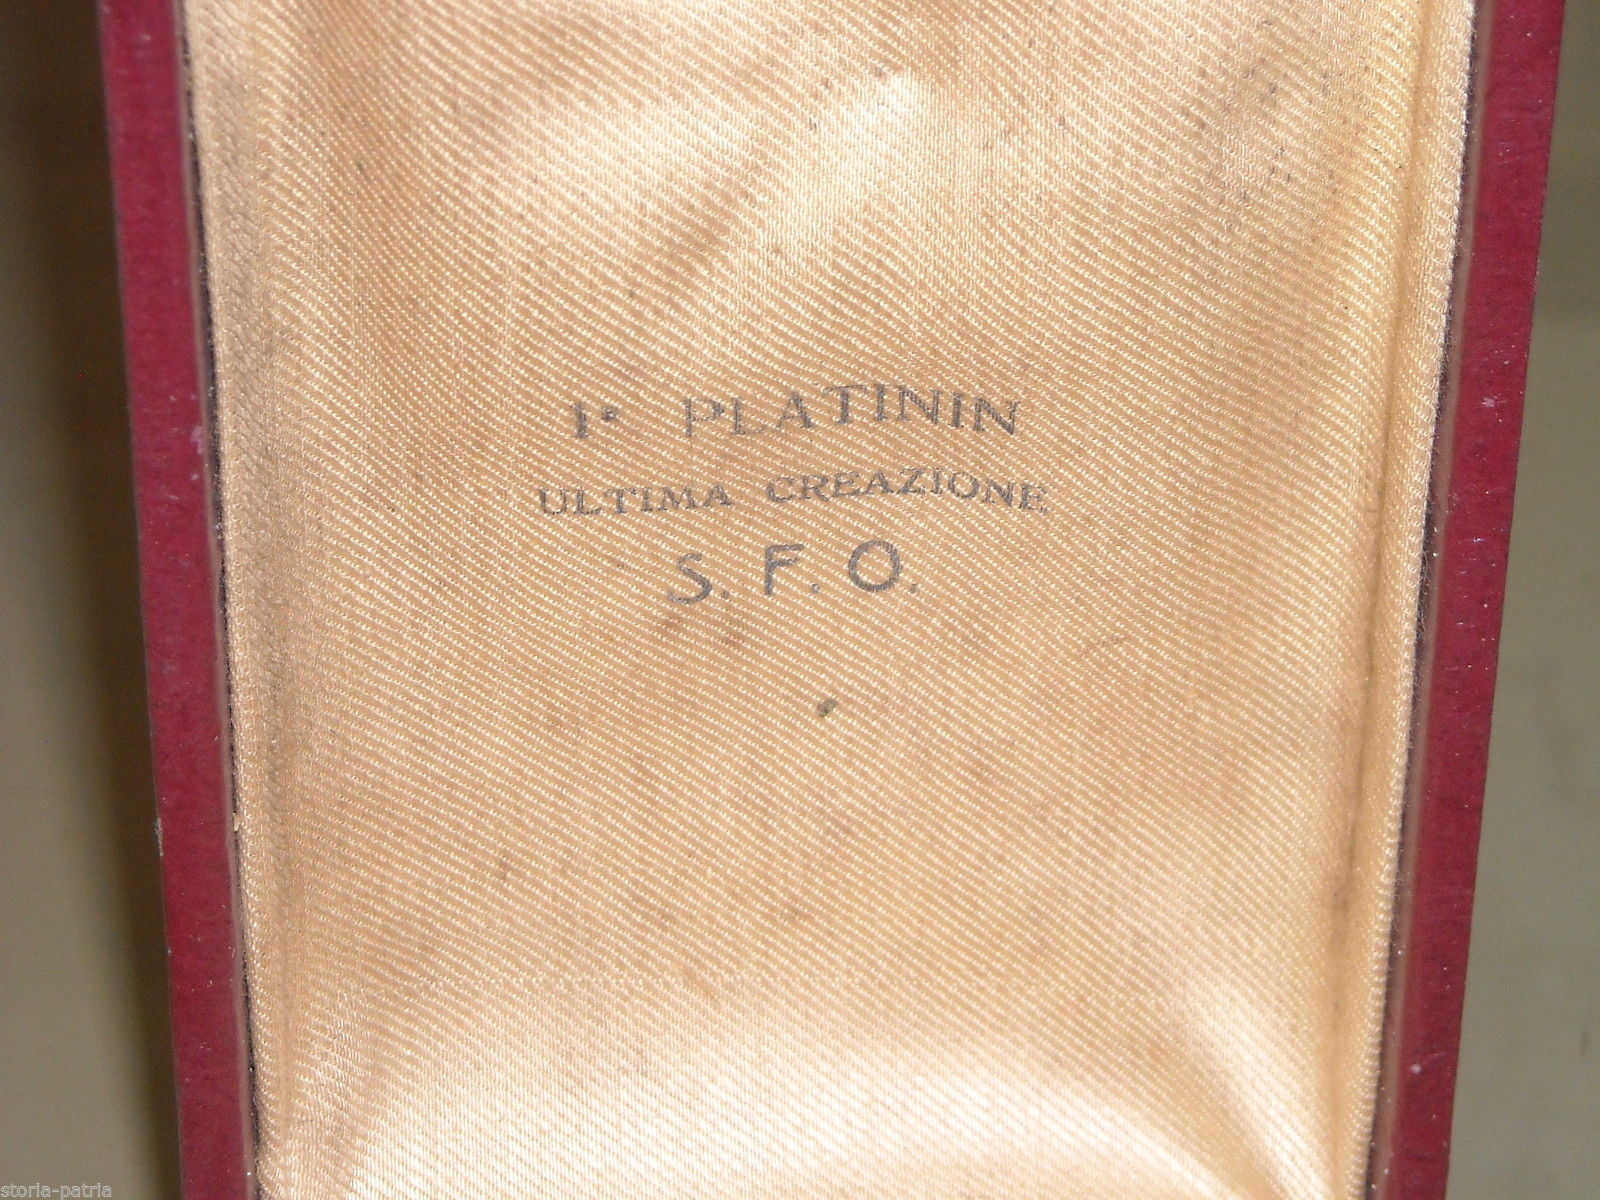 PLATININ
ULTIMA CREAZIONE
S. F. O.
storia-patria